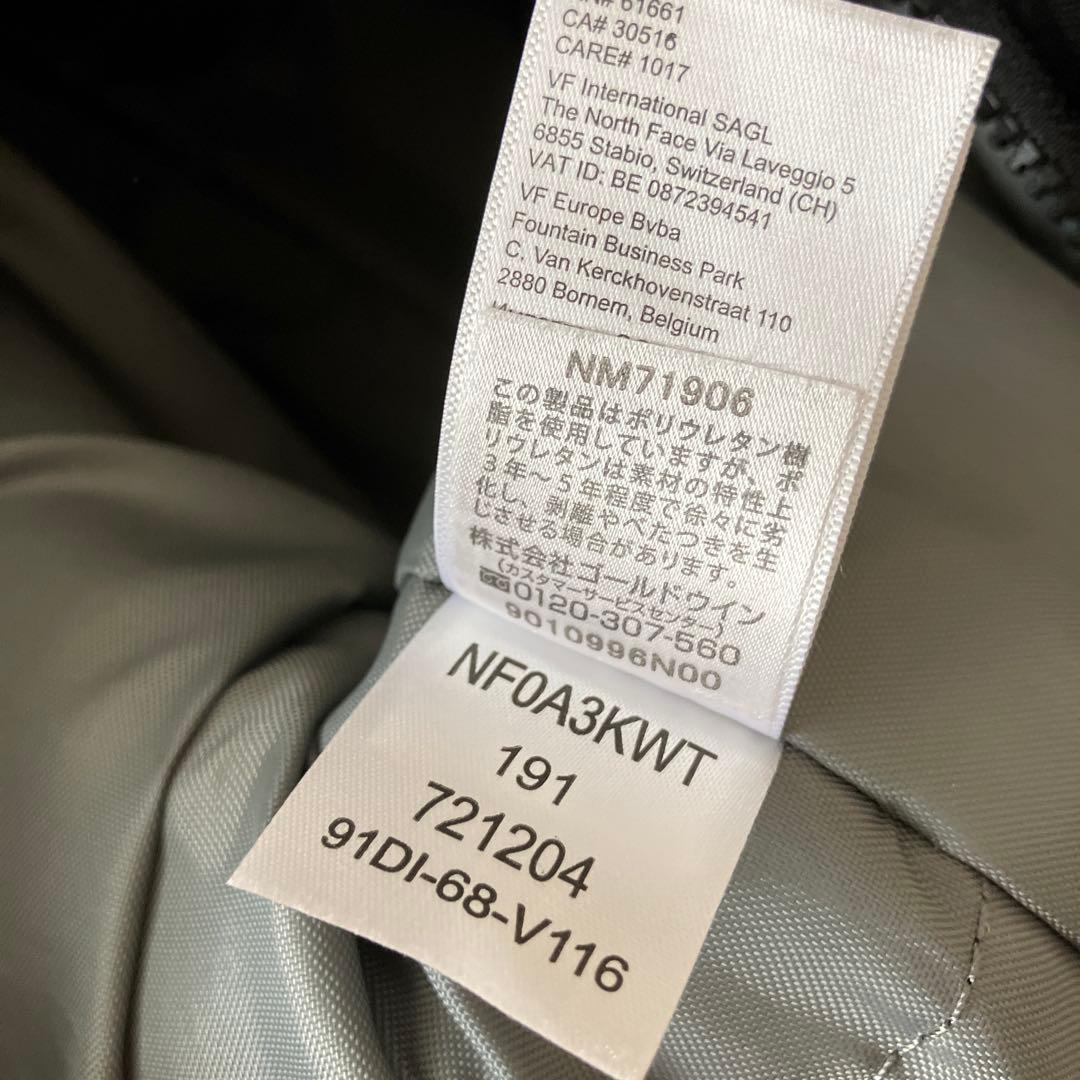 61661
CA# 30516
CARE# 1017
VF International SAGL
The North Face Via Laveggio 5
6855 Stabio, Switzerland (CH)
VAT ID: BE 0872394541
VF Europe Bvba
Fountain Business Park
C. Van Kerckhovenstraat 110
2880 Bornem, Belgium
NM71906
この製品はポリウレタン樹
脂を使用していますが、ポ
リウレタンは素材の特性上
3年～5年程度で徐々に劣
化し、剥離やべたつきを生
じさせる場合があります。
株式会社ゴールドウイン
(カスタマーサービスセンター)
0120-307-560
9010996N00
NF0A3KWT
191
721204
91DI-68-V116